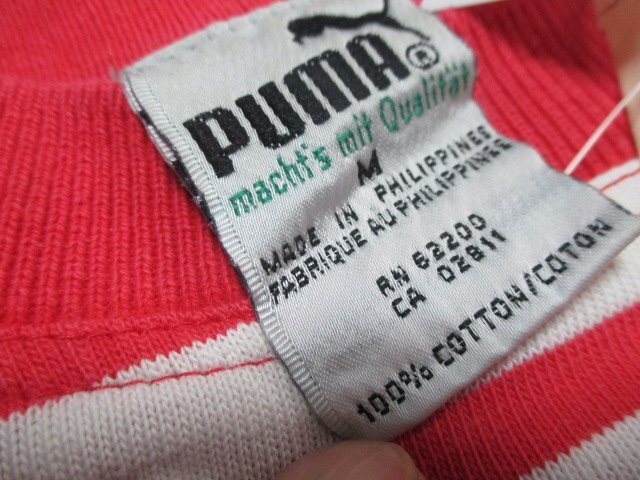 PUMA®
macht's mit Qualität
M
MADE IN PHILIPPINES
FABRIQUE AU PHILIPPINES
RN 62200
CA 02811
100% COTTON/COTON